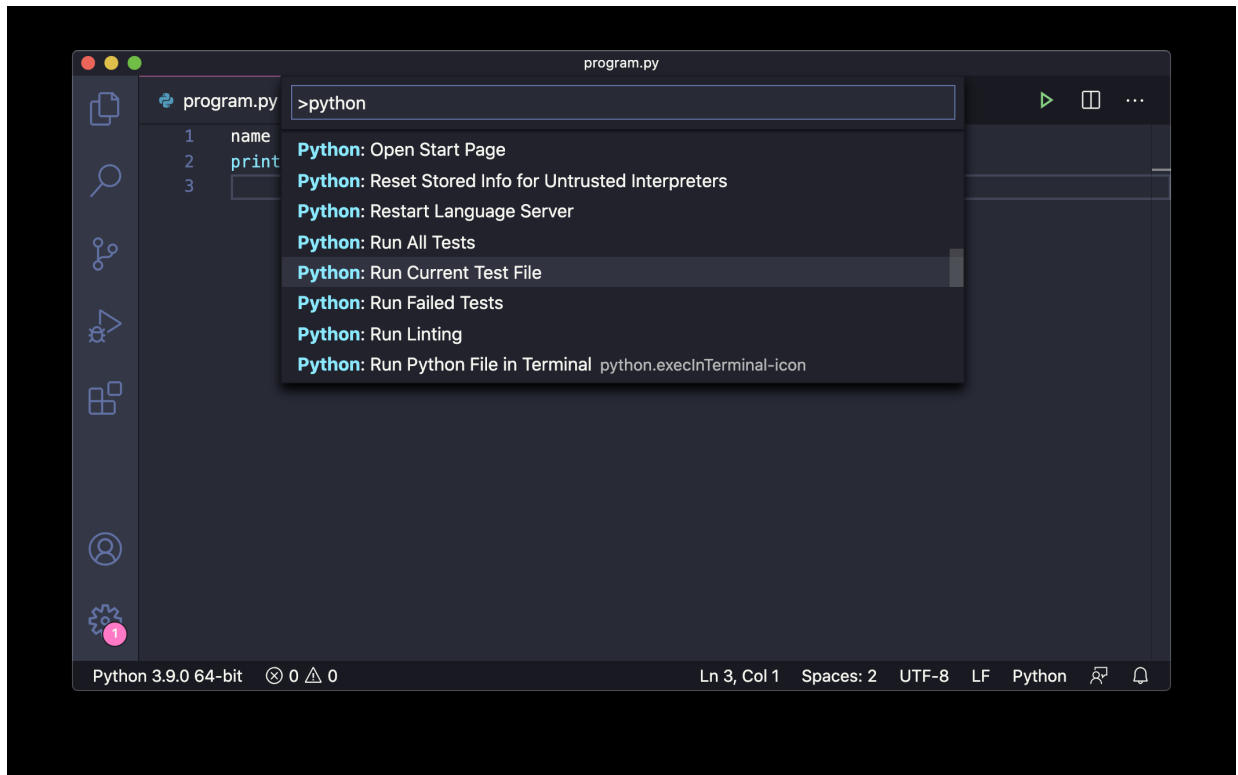 program.py
program.py
>python
1 name
2 print
3
Python: Open Start Page
Python: Reset Stored Info for Untrusted Interpreters
Python: Restart Language Server
Python: Run All Tests
Python: Run Current Test File
Python: Run Failed Tests
Python: Run Linting
Python: Run Python File in Terminal python.execInTerminal-icon
1
Python 3.9.0 64-bit 0 0 Ln 3, Col 1 Spaces: 2 UTF-8 LF Python